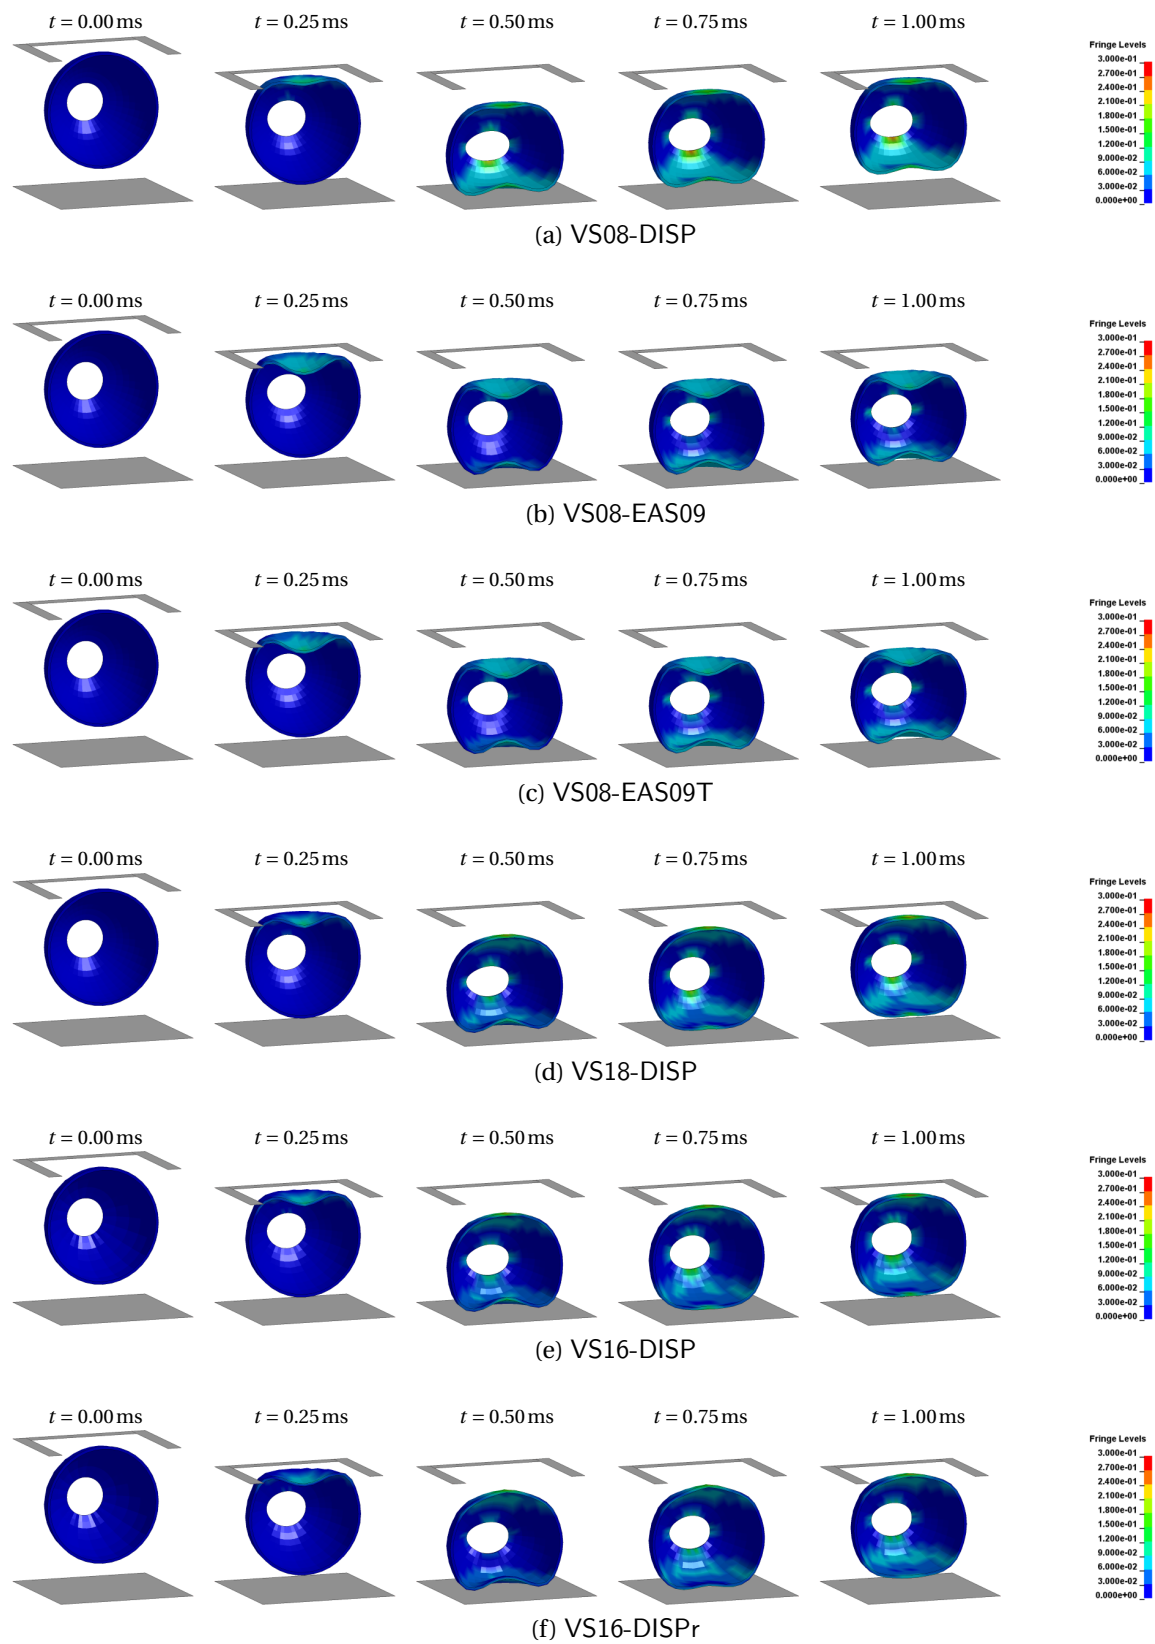 t = 0.00 ms t = 0.25 ms t = 0.50 ms t = 0.75 ms t = 1.00 ms
Fringe Levels
3.000e-01
2.700e-01
2.400e-01
2.100e-01
1.800e-01
1.500e-01
1.200e-01
9.000e-02
6.000e-02
3.000e-02
0.000e+00
(a) VS08-DISP
t = 0.00 ms t = 0.25 ms t = 0.50 ms t = 0.75 ms t = 1.00 ms
Fringe Levels
3.000e-01
2.700e-01
2.400e-01
2.100e-01
1.800e-01
1.500e-01
1.200e-01
9.000e-02
6.000e-02
3.000e-02
0.000e+00
(b) VS08-EAS09
t = 0.00 ms t = 0.25 ms t = 0.50 ms t = 0.75 ms t = 1.00 ms
Fringe Levels
3.000e-01
2.700e-01
2.400e-01
2.100e-01
1.800e-01
1.500e-01
1.200e-01
9.000e-02
6.000e-02
3.000e-02
0.000e+00
(c) VS08-EAS09T
t = 0.00 ms t = 0.25 ms t = 0.50 ms t = 0.75 ms t = 1.00 ms
Fringe Levels
3.000e-01
2.700e-01
2.400e-01
2.100e-01
1.800e-01
1.500e-01
1.200e-01
9.000e-02
6.000e-02
3.000e-02
0.000e+00
(d) VS18-DISP
t = 0.00 ms t = 0.25 ms t = 0.50 ms t = 0.75 ms t = 1.00 ms
Fringe Levels
3.000e-01
2.700e-01
2.400e-01
2.100e-01
1.800e-01
1.500e-01
1.200e-01
9.000e-02
6.000e-02
3.000e-02
0.000e+00
(e) VS16-DISP
t = 0.00 ms t = 0.25 ms t = 0.50 ms t = 0.75 ms t = 1.00 ms
Fringe Levels
3.000e-01
2.700e-01
2.400e-01
2.100e-01
1.800e-01
1.500e-01
1.200e-01
9.000e-02
6.000e-02
3.000e-02
0.000e+00
(f) VS16-DISPr